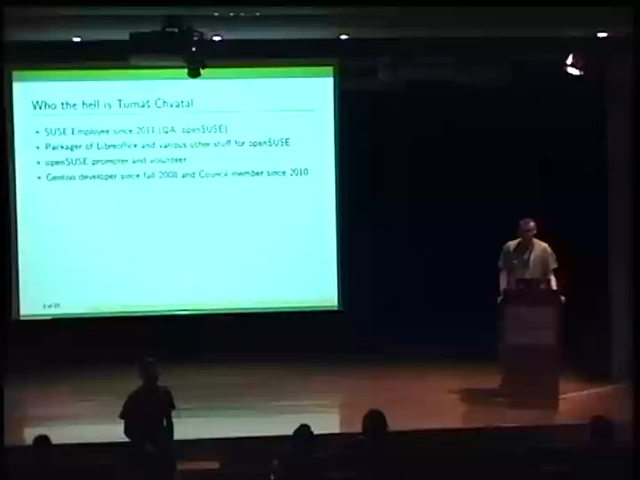 Who the hell is Tomáš Chvátal
SUSE Employee since 2011 (QA, openSUSE)
Packager of Libreoffice and various other stuff for openSUSE
openSUSE promoter and volunteer
Gentoo developer since fall 2008 and Council member since 2010